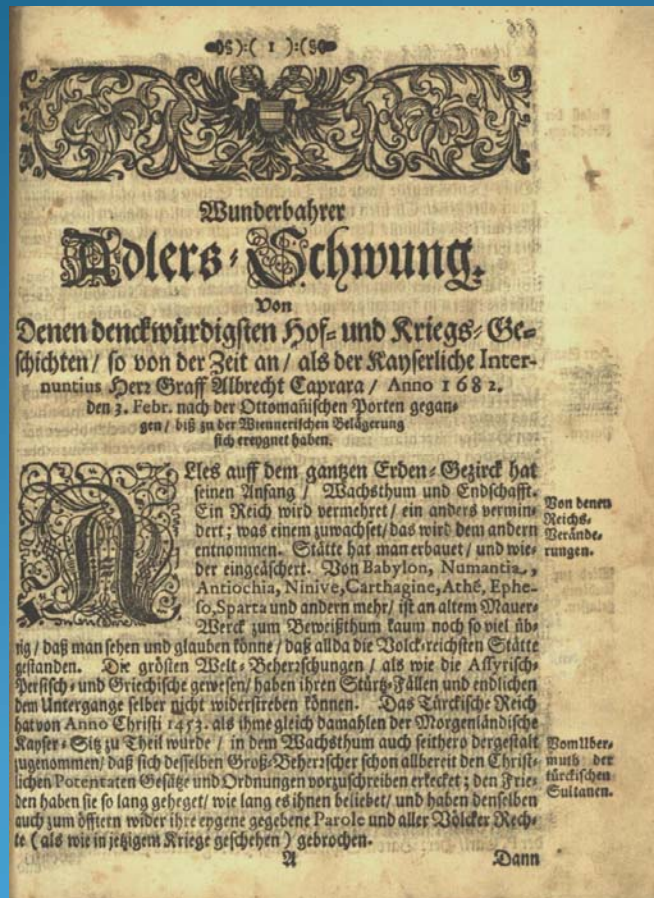 ):( 1 ):(
Wunderbahrer
Adlers-Schwung.
Von
Denen denckwürdigsten Hof- und Kriegs-Ge-
schichten / so von der Zeit an / als der Kayserliche Inter-
nuntius Herr Graff Albrecht Caprara / Anno 1682.
den 3. Febr. nach der Ottomañischen Porten gegan-
gen / biß zu der Wiennerischen Belägerung
sich ereygnet haben.
ALles auff dem gantzen Erden-Gezirck hat
seinen Anfang / Wachsthum und Endschafft.
Ein Reich wird vermehret / ein anders vermin-
dert; was einem zuwachset / das wird dem andern
entnommen. Stätte hat man erbauet / und wie-
der eingeäschert. Von Babylon, Numantia,
Antiochia, Ninive, Carthagine, Athẽ, Ephe-
so, Sparta und andern mehr / ist an altem Mauer-
Werck zum Beweißthum kaum noch so viel üb-
rig / daß man sehen und glauben könne / daß allda die Volck-reichsten Stätte
gestanden. Die grösten Welt-Beherrschungen / als wie die Assyrisch-
Persisch- und Griechische gewesen / haben ihren Stürtz-Fällen und endlichen
dem Untergange selber nicht widerstreben können. Das Türckische Reich
hat von Anno Christi 1453. als ihme gleich damahlen der Morgenländische
Kayser-Sitz zu Theil wurde / in dem Wachsthum auch seithero dergestalt
zugenommen / daß sich desselben Groß-Beherrscher schon allbereit den Christ-
lichen Potentaten Gesätze und Ordnungen vorzuschreiben erkecket; den Frie-
den haben sie so lang geheget / wie lang es ihnen beliebet / und haben denselben
auch zum öfftern wider ihre eygene gegebene Parole und aller Völcker Rech-
te (als wie in jetzigem Kriege geschehen) gebrochen.
A Dann
Von denen
Reichs-
Verände-
rungen.
Vom Uber-
muth der
türckischen
Sultanen.